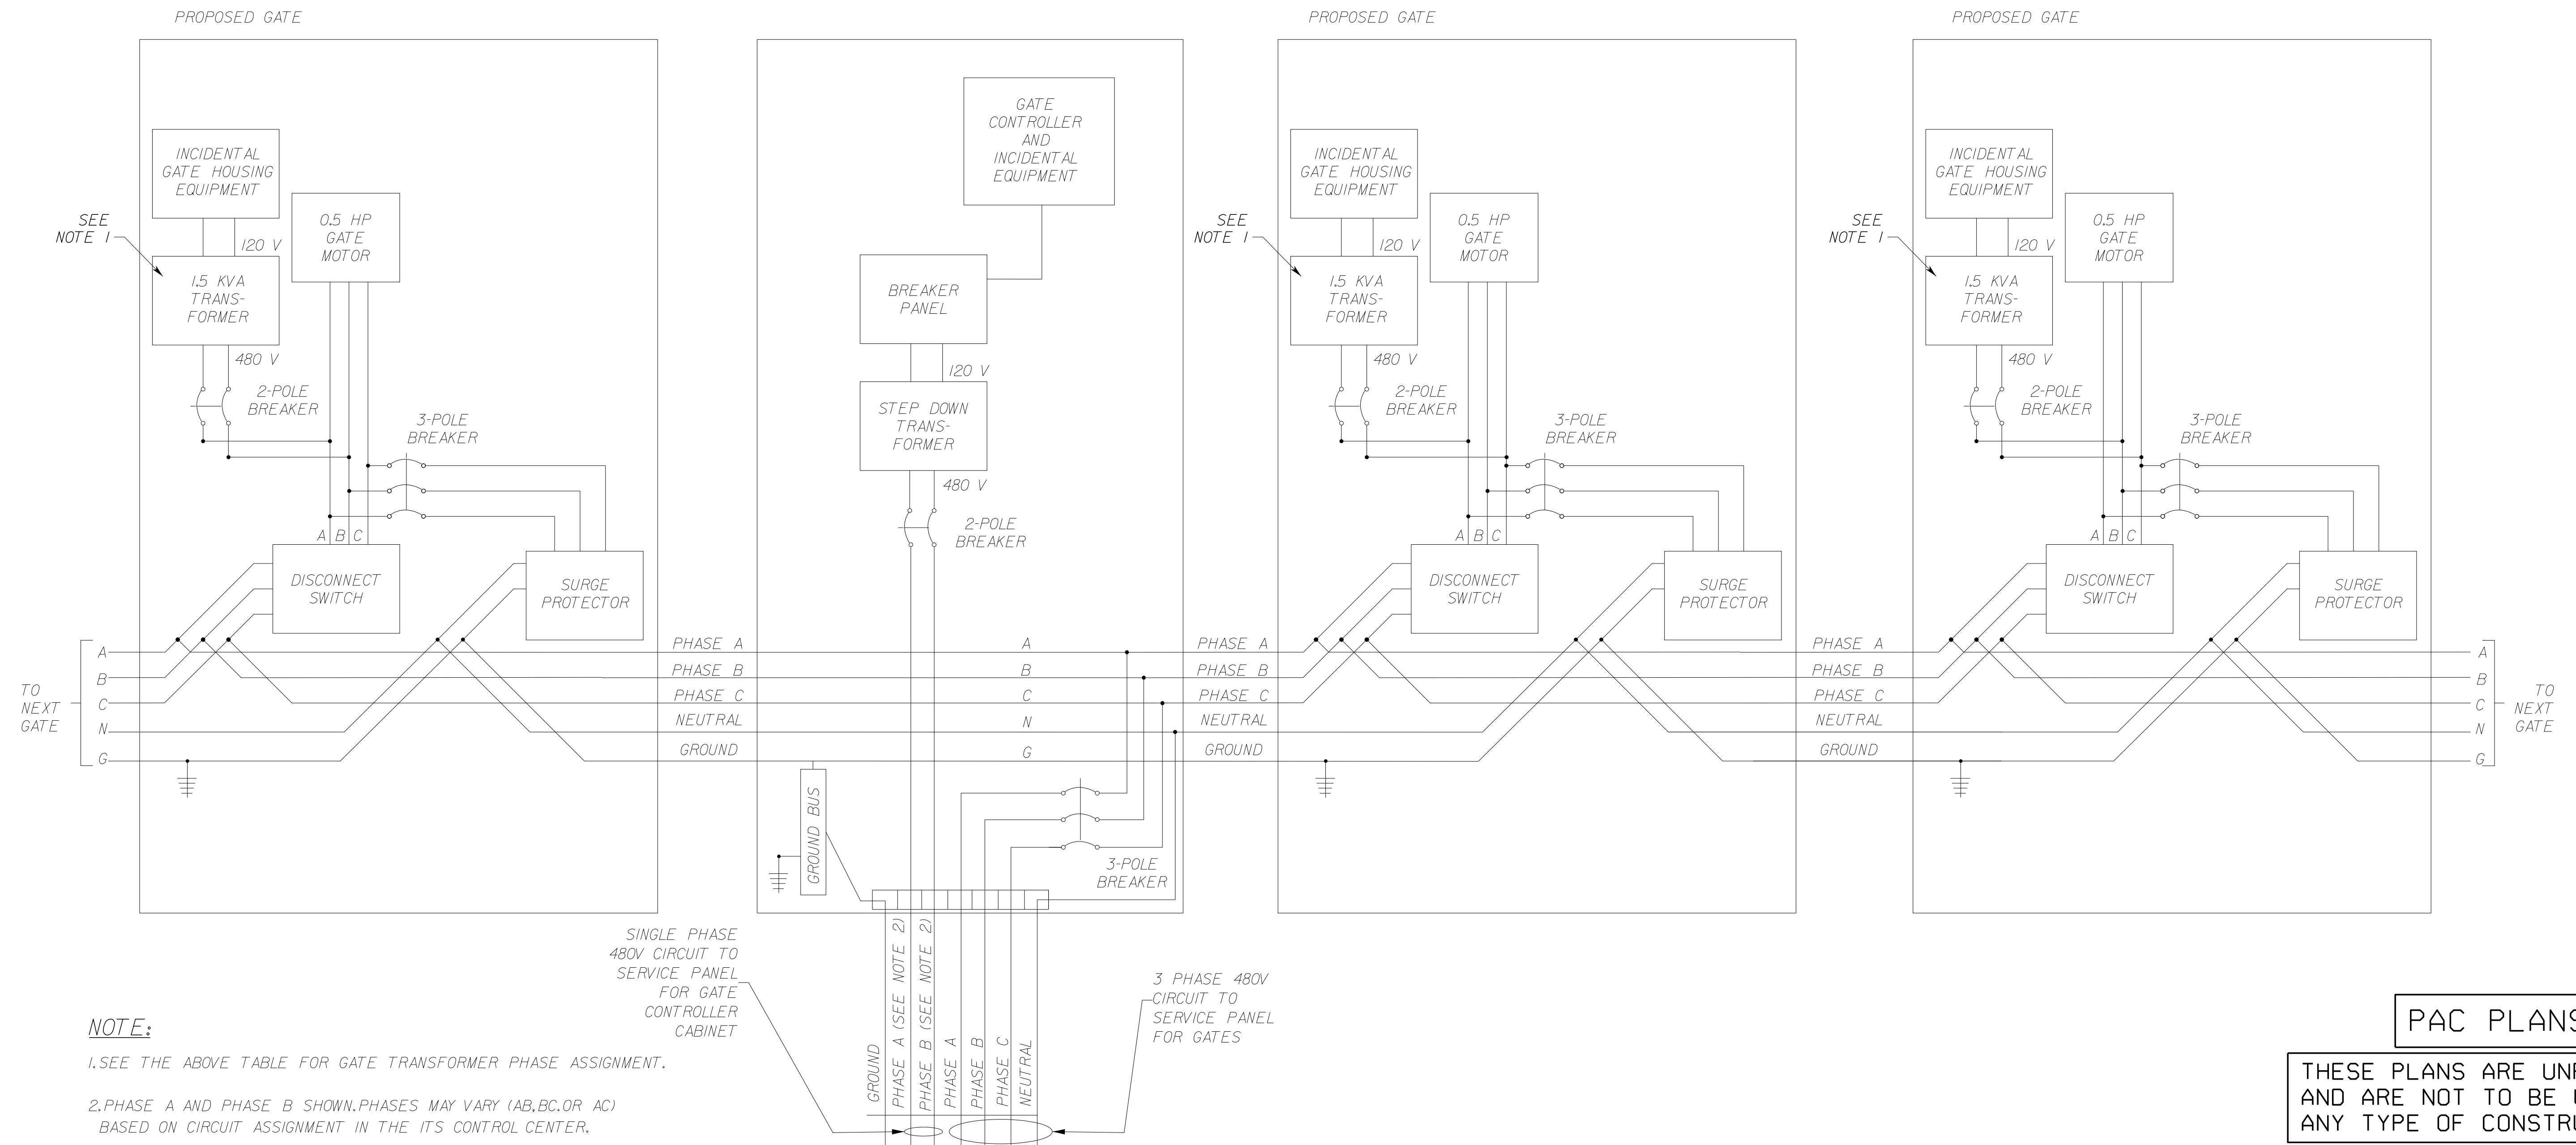 PROPOSED GATE
INCIDENTAL
GATE HOUSING
EQUIPMENT
0.5 HP
GATE
MOTOR
SEE
NOTE 1
120 V
1.5 KVA
TRANS-
FORMER
480 V
2-POLE
BREAKER
3-POLE
BREAKER
A B C
DISCONNECT
SWITCH
SURGE
PROTECTOR
A
B
C
N
G
TO
NEXT
GATE
PHASE A
PHASE B
PHASE C
NEUTRAL
GROUND
GATE
CONTROLLER
AND
INCIDENTAL
EQUIPMENT
BREAKER
PANEL
120 V
STEP DOWN
TRANS-
FORMER
480 V
2-POLE
BREAKER
A
B
C
N
G
GROUND BUS
3-POLE
BREAKER
PHASE A
PHASE B
PHASE C
NEUTRAL
GROUND
PROPOSED GATE
INCIDENTAL
GATE HOUSING
EQUIPMENT
0.5 HP
GATE
MOTOR
SEE
NOTE 1
120 V
1.5 KVA
TRANS-
FORMER
480 V
2-POLE
BREAKER
3-POLE
BREAKER
A B C
DISCONNECT
SWITCH
SURGE
PROTECTOR
PHASE A
PHASE B
PHASE C
NEUTRAL
GROUND
PROPOSED GATE
INCIDENTAL
GATE HOUSING
EQUIPMENT
0.5 HP
GATE
MOTOR
SEE
NOTE 1
120 V
1.5 KVA
TRANS-
FORMER
480 V
2-POLE
BREAKER
3-POLE
BREAKER
A B C
DISCONNECT
SWITCH
SURGE
PROTECTOR
A
B
C
N
G
TO
NEXT
GATE
SINGLE PHASE
480V CIRCUIT TO
SERVICE PANEL
FOR GATE
CONTROLLER
CABINET
GROUND
PHASE A (SEE NOTE 2)
PHASE B (SEE NOTE 2)
PHASE A
PHASE B
PHASE C
NEUTRAL
3 PHASE 480V
CIRCUIT TO
SERVICE PANEL
FOR GATES
NOTE:
1.SEE THE ABOVE TABLE FOR GATE TRANSFORMER PHASE ASSIGNMENT.
2.PHASE A AND PHASE B SHOWN.PHASES MAY VARY (AB,BC.OR AC)
BASED ON CIRCUIT ASSIGNMENT IN THE ITS CONTROL CENTER.
PAC PLANS
THESE PLANS ARE
AND ARE NOT TO BE
ANY TYPE OF